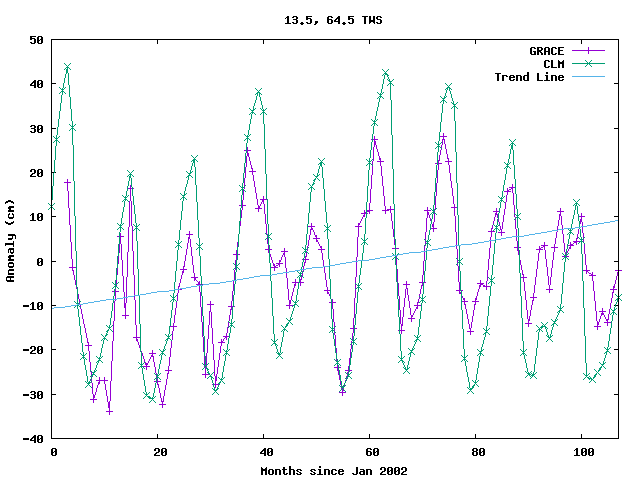 13.5, 64.5 TWS
GRACE
CLM
Trend Line
50
40
30
20
10
0
-10
-20
-30
-40
Anomaly (cm)
0 20 40 60 80 100
Months since Jan 2002